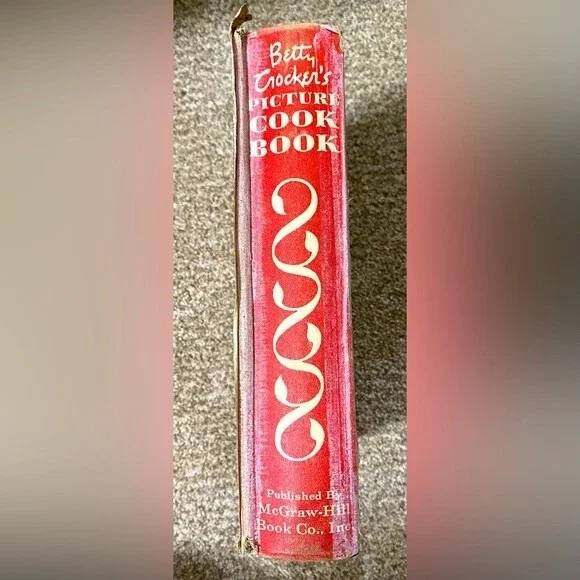 Betty
Crocker's
PICTURE
COOK
BOOK
Published By
McGraw-Hill
Book Co., Inc.